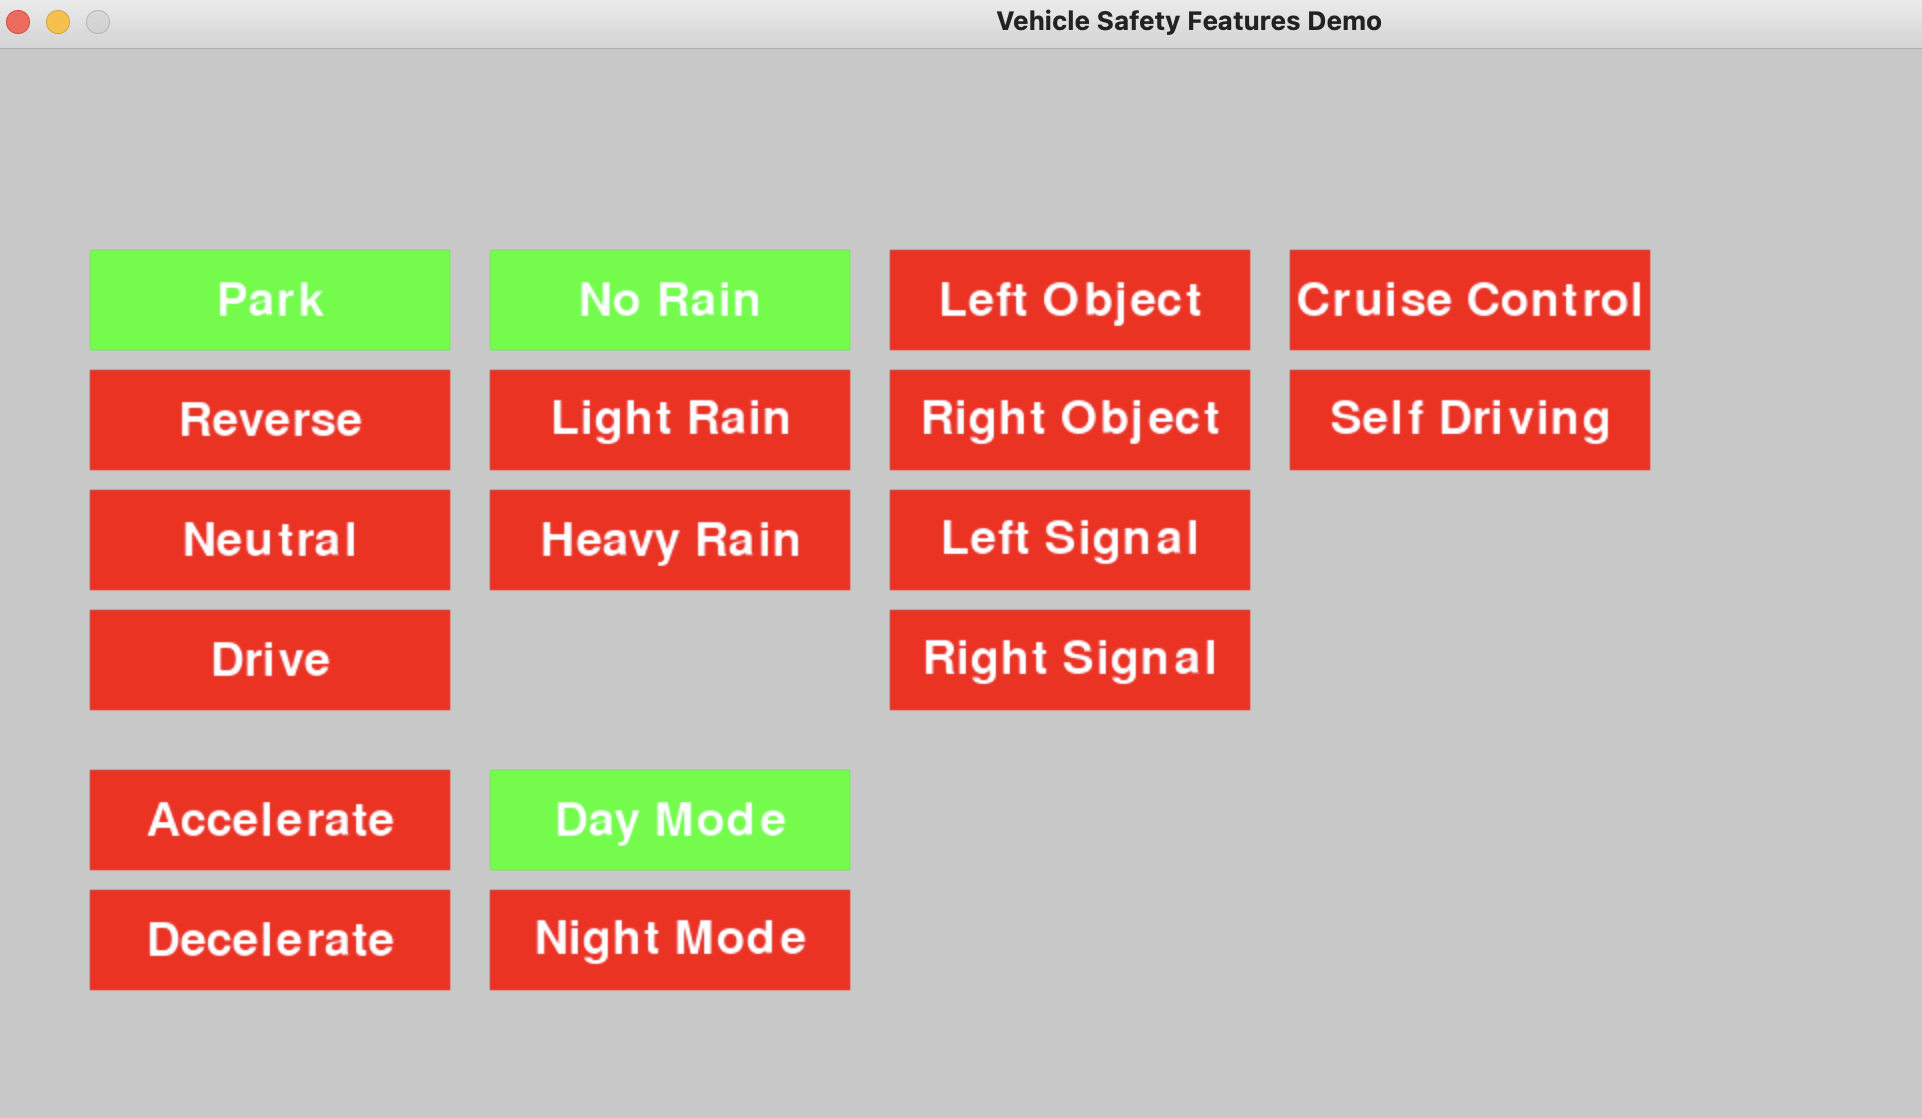 Vehicle Safety Features Demo
Park
No Rain
Left Object
Cruise Control
Reverse
Light Rain
Right Object
Self Driving
Neutral
Heavy Rain
Left Signal
Drive
Right Signal
Accelerate
Day Mode
Decelerate
Night Mode